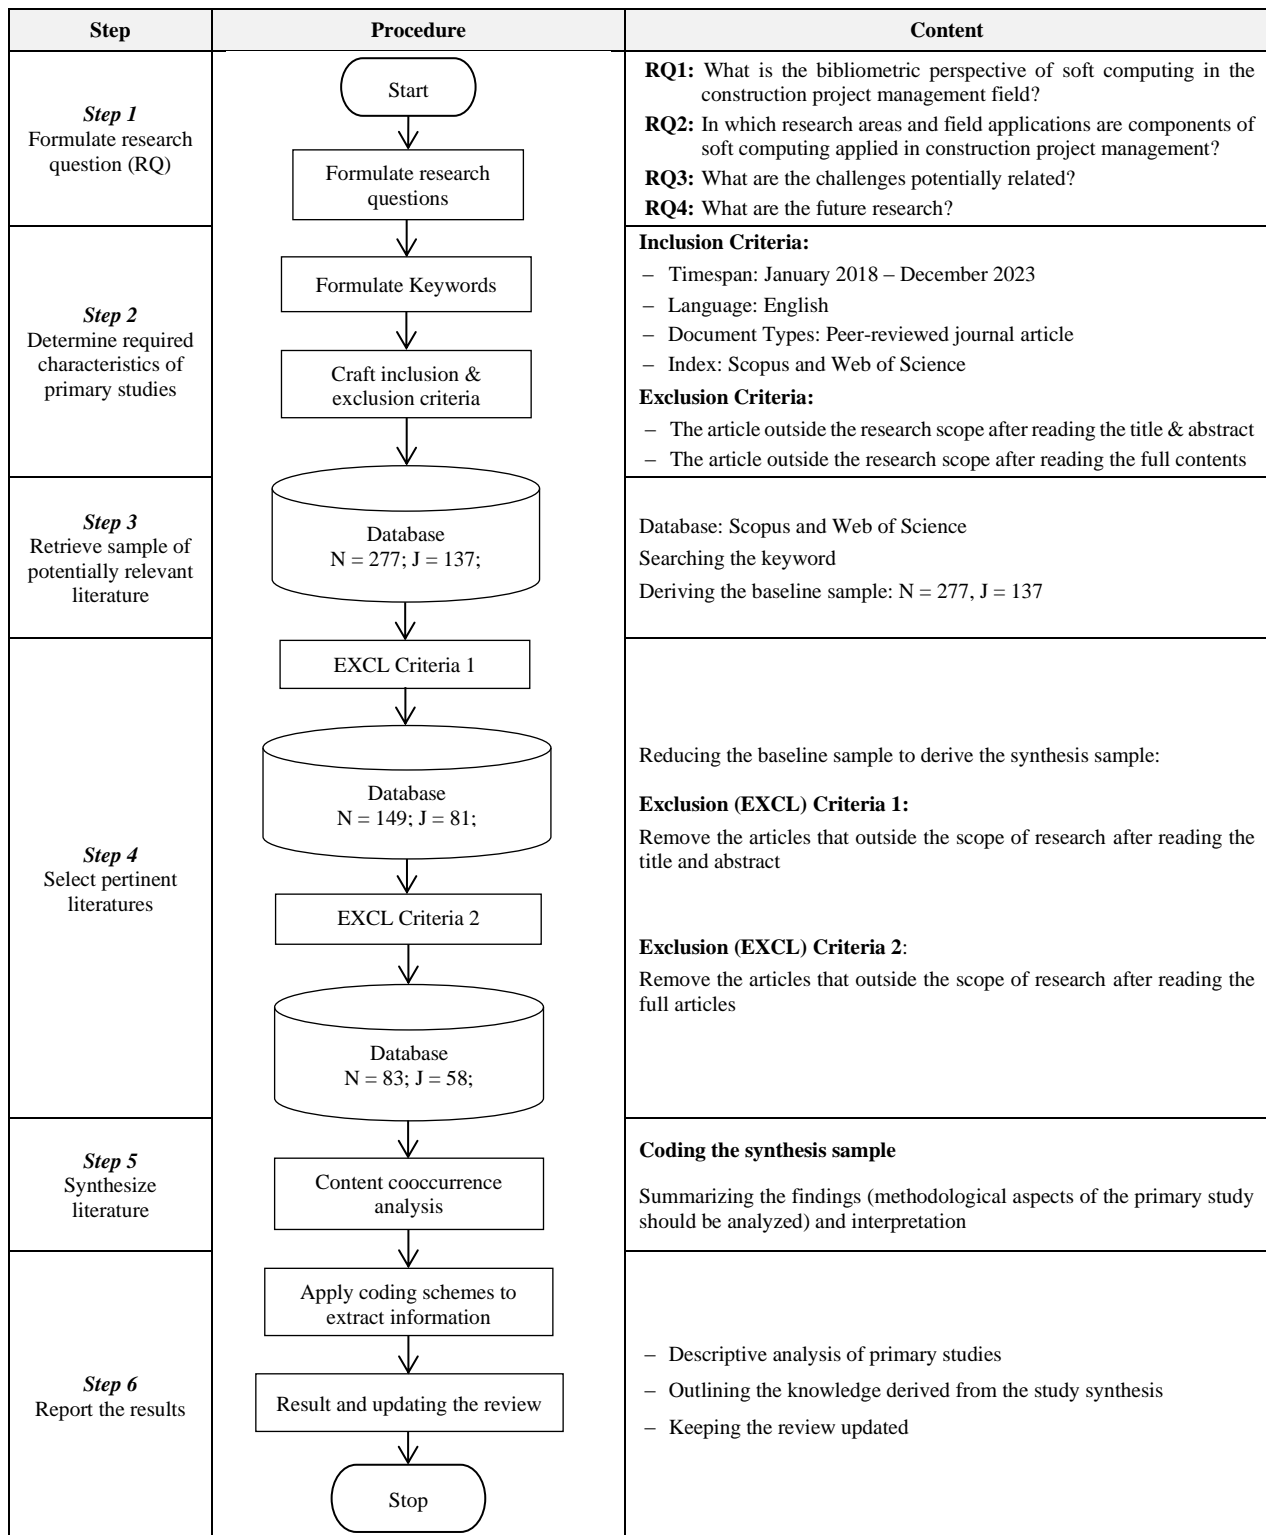 Step
Procedure
Content
Step 1
Formulate research
question (RQ)
Start
Formulate research
questions
RQ1: What is the bibliometric perspective of soft computing in the
construction project management field?
RQ2: In which research areas and field applications are components of
soft computing applied in construction project management?
RQ3: What are the challenges potentially related?
RQ4: What are the future research?
Step 2
Determine required
characteristics of
primary studies
Formulate Keywords
Craft inclusion &
exclusion criteria
Inclusion Criteria:
– Timespan: January 2018 – December 2023
– Language: English
– Document Types: Peer-reviewed journal article
– Index: Scopus and Web of Science
Exclusion Criteria:
– The article outside the research scope after reading the title & abstract
– The article outside the research scope after reading the full contents
Step 3
Retrieve sample of
potentially relevant
literature
Database
N = 277; J = 137;
Database: Scopus and Web of Science
Searching the keyword
Deriving the baseline sample: N = 277, J = 137
Step 4
Select pertinent
literatures
EXCL Criteria 1
Database
N = 149; J = 81;
EXCL Criteria 2
Database
N = 83; J = 58;
Reducing the baseline sample to derive the synthesis sample:
Exclusion (EXCL) Criteria 1:
Remove the articles that outside the scope of research after reading the
title and abstract
Exclusion (EXCL) Criteria 2:
Remove the articles that outside the scope of research after reading the
full articles
Step 5
Synthesize
literature
Content cooccurrence
analysis
Coding the synthesis sample
Summarizing the findings (methodological aspects of the primary study
should be analyzed) and interpretation
Step 6
Report the results
Apply coding schemes to
extract information
Result and updating the review
Stop
– Descriptive analysis of primary studies
– Outlining the knowledge derived from the study synthesis
– Keeping the review updated